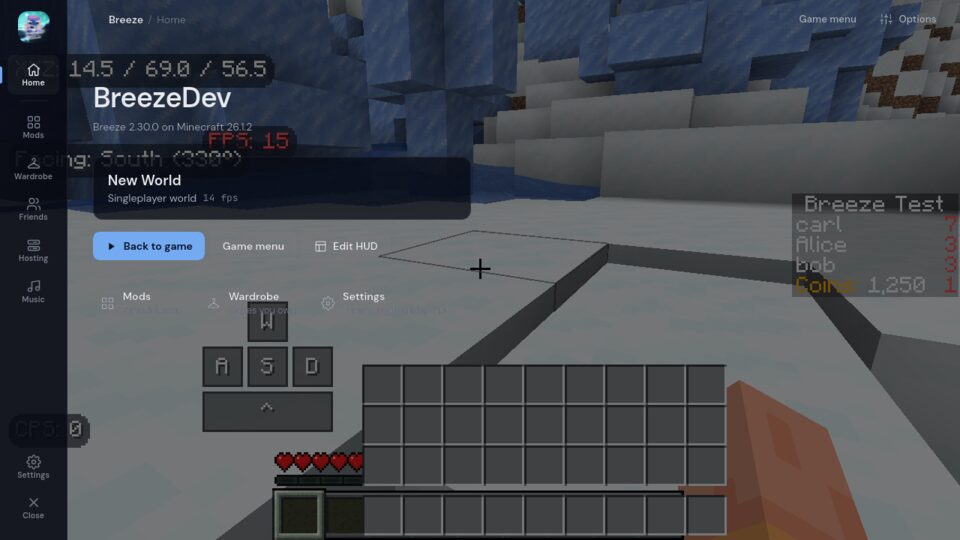 Breeze / Home
Game menu
Options
14.5 / 69.0 / 56.5
Home
BreezeDev
Breeze 2.30.0 on Minecraft 26.1.2
FPS: 15
Mods
Facing: South (330°)
Wardrobe
New World
Singleplayer world 14 fps
Friends
Breeze Test
carl 7
Alice 3
bob 3
Coins: 1,250 1
Hosting
Back to game
Game menu
Edit HUD
Music
Mods
Wardrobe
Settings
W
A S D
^
CPS: 0
Settings
Close